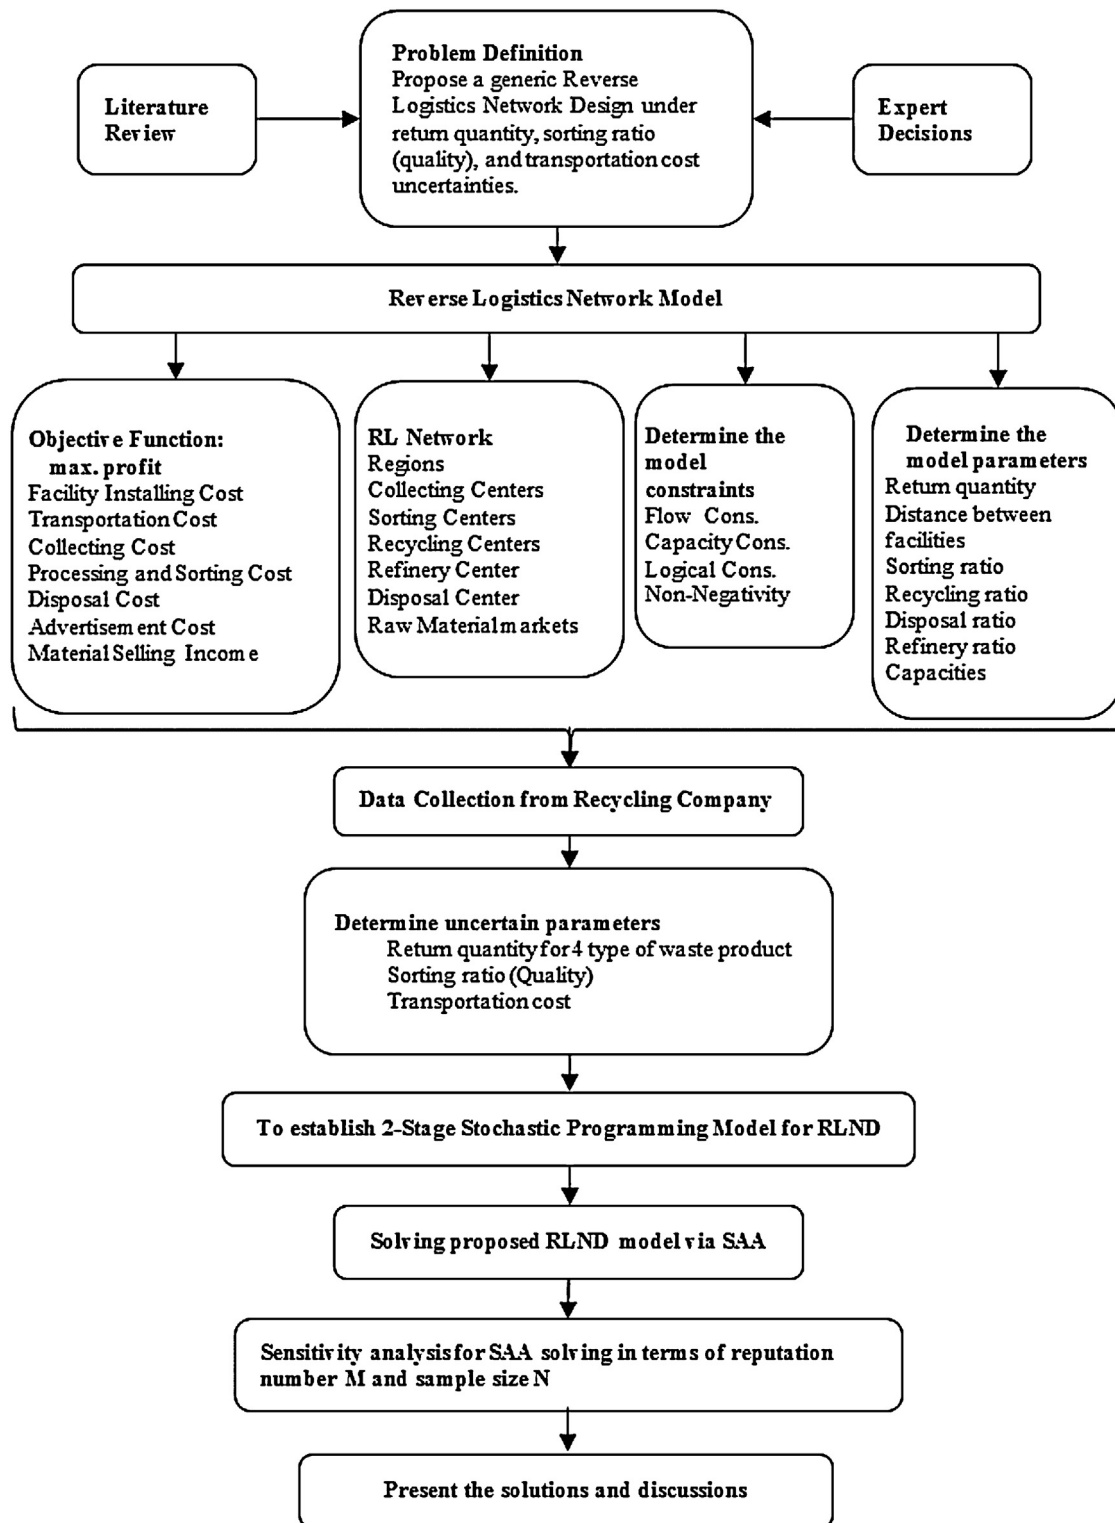 Literature
Review
Problem Definition
Propose a generic Reverse
Logistics Network Design under
return quantity, sorting ratio
(quality), and transportation cost
uncertainties.
Expert
Decisions
Reverse Logistics Network Model
Objective Function:
max. profit
Facility Installing Cost
Transportation Cost
Collecting Cost
Processing and Sorting Cost
Disposal Cost
Advertisement Cost
Material Selling Income
RL Network
Regions
Collecting Centers
Sorting Centers
Recycling Centers
Refinery Center
Disposal Center
Raw Material markets
Determine the
model
constraints
Flow Cons.
Capacity Cons.
Logical Cons.
Non-Negativity
Determine the
model parameters
Return quantity
Distance between
facilities
Sorting ratio
Recycling ratio
Disposal ratio
Refinery ratio
Capacities
Data Collection from Recycling Company
Determine uncertain parameters
Return quantity for 4 type of waste product
Sorting ratio (Quality)
Transportation cost
To establish 2-Stage Stochastic Programming Model for RLND
Solving proposed RLND model via SAA
Sensitivity analysis for SAA solving in terms of reputation
number M and sample size N
Present the solutions and discussions